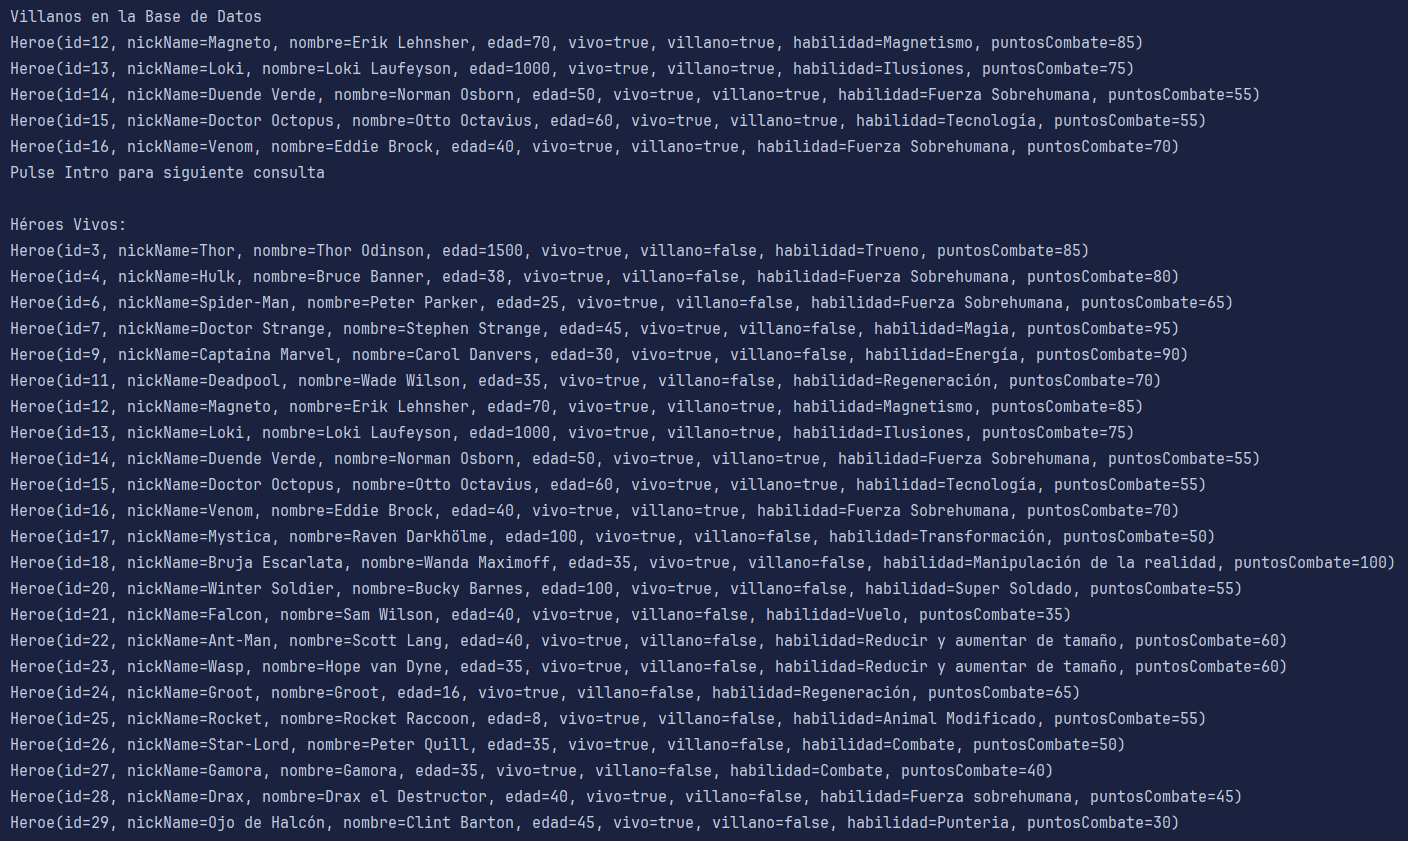 Villanos en la Base de Datos
Heroe(id=12, nickName=Magneto, nombre=Erik Lehnsher, edad=70, vivo=true, villano=true, habilidad=Magnetismo, puntosCombate=85)
Heroe(id=13, nickName=Loki, nombre=Loki Laufeyson, edad=1000, vivo=true, villano=true, habilidad=Ilusiones, puntosCombate=75)
Heroe(id=14, nickName=Duende Verde, nombre=Norman Osborn, edad=50, vivo=true, villano=true, habilidad=Fuerza Sobrehumana, puntosCombate=55)
Heroe(id=15, nickName=Doctor Octopus, nombre=Otto Octavius, edad=60, vivo=true, villano=true, habilidad=Tecnología, puntosCombate=55)
Heroe(id=16, nickName=Venom, nombre=Eddie Brock, edad=40, vivo=true, villano=true, habilidad=Fuerza Sobrehumana, puntosCombate=70)
Pulse Intro para siguiente consulta
Héroes Vivos:
Heroe(id=3, nickName=Thor, nombre=Thor Odinson, edad=1500, vivo=true, villano=false, habilidad=Trueno, puntosCombate=85)
Heroe(id=4, nickName=Hulk, nombre=Bruce Banner, edad=38, vivo=true, villano=false, habilidad=Fuerza Sobrehumana, puntosCombate=80)
Heroe(id=6, nickName=Spider-Man, nombre=Peter Parker, edad=25, vivo=true, villano=false, habilidad=Fuerza Sobrehumana, puntosCombate=65)
Heroe(id=7, nickName=Doctor Strange, nombre=Stephen Strange, edad=45, vivo=true, villano=false, habilidad=Magia, puntosCombate=95)
Heroe(id=9, nickName=Captaina Marvel, nombre=Carol Danvers, edad=30, vivo=true, villano=false, habilidad=Energía, puntosCombate=90)
Heroe(id=11, nickName=Deadpool, nombre=Wade Wilson, edad=35, vivo=true, villano=false, habilidad=Regeneración, puntosCombate=70)
Heroe(id=12, nickName=Magneto, nombre=Erik Lehnsher, edad=70, vivo=true, villano=true, habilidad=Magnetismo, puntosCombate=85)
Heroe(id=13, nickName=Loki, nombre=Loki Laufeyson, edad=1000, vivo=true, villano=true, habilidad=Ilusiones, puntosCombate=75)
Heroe(id=14, nickName=Duende Verde, nombre=Norman Osborn, edad=50, vivo=true, villano=true, habilidad=Fuerza Sobrehumana, puntosCombate=55)
Heroe(id=15, nickName=Doctor Octopus, nombre=Otto Octavius, edad=60, vivo=true, villano=true, habilidad=Tecnología, puntosCombate=55)
Heroe(id=16, nickName=Venom, nombre=Eddie Brock, edad=40, vivo=true, villano=true, habilidad=Fuerza Sobrehumana, puntosCombate=70)
Heroe(id=17, nickName=Mystica, nombre=Raven Darkhölme, edad=100, vivo=true, villano=false, habilidad=Transformación, puntosCombate=50)
Heroe(id=18, nickName=Bruja Escarlata, nombre=Wanda Maximoff, edad=35, vivo=true, villano=false, habilidad=Manipulación de la realidad, puntosCombate=100)
Heroe(id=20, nickName=Winter Soldier, nombre=Bucky Barnes, edad=100, vivo=true, villano=false, habilidad=Super Soldado, puntosCombate=55)
Heroe(id=21, nickName=Falcon, nombre=Sam Wilson, edad=40, vivo=true, villano=false, habilidad=Vuelo, puntosCombate=35)
Heroe(id=22, nickName=Ant-Man, nombre=Scott Lang, edad=40, vivo=true, villano=false, habilidad=Reducir y aumentar de tamaño, puntosCombate=60)
Heroe(id=23, nickName=Wasp, nombre=Hope van Dyne, edad=35, vivo=true, villano=false, habilidad=Reducir y aumentar de tamaño, puntosCombate=60)
Heroe(id=24, nickName=Groot, nombre=Groot, edad=16, vivo=true, villano=false, habilidad=Regeneración, puntosCombate=65)
Heroe(id=25, nickName=Rocket, nombre=Rocket Raccoon, edad=8, vivo=true, villano=false, habilidad=Animal Modificado, puntosCombate=55)
Heroe(id=26, nickName=Star-Lord, nombre=Peter Quill, edad=35, vivo=true, villano=false, habilidad=Combate, puntosCombate=50)
Heroe(id=27, nickName=Gamora, nombre=Gamora, edad=35, vivo=true, villano=false, habilidad=Combate, puntosCombate=40)
Heroe(id=28, nickName=Drax, nombre=Drax el Destructor, edad=40, vivo=true, villano=false, habilidad=Fuerza sobrehumana, puntosCombate=45)
Heroe(id=29, nickName=Ojo de Halcón, nombre=Clint Barton, edad=45, vivo=true, villano=false, habilidad=Punteria, puntosCombate=30)